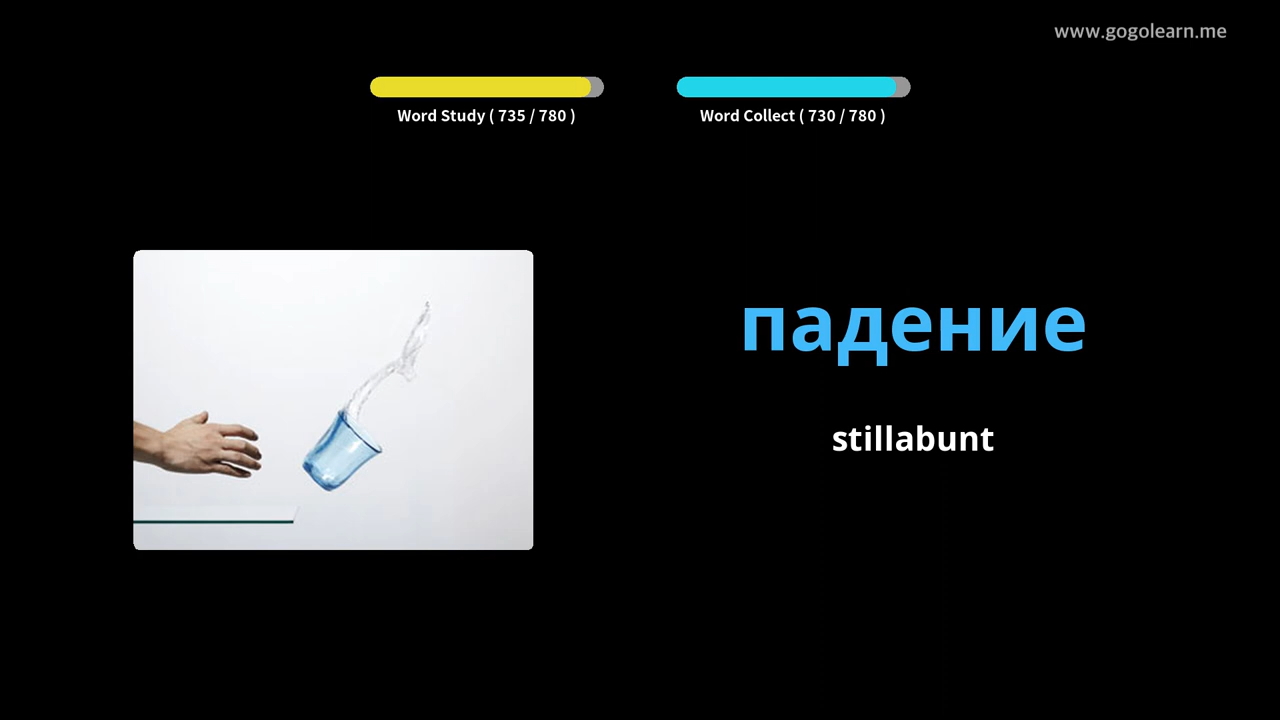 www.gogolearn.me
Word Study ( 735 / 780 )
Word Collect ( 730 / 780 )
падение
stillabunt